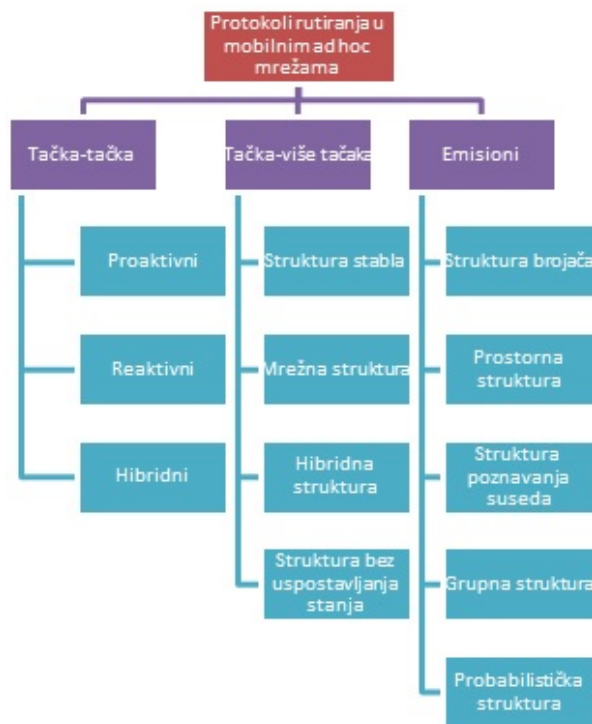 Protokoli rutiranja u
mobilnim ad hoc
mrežama
Tačka-tačka
Tačka-više tačaka
Emisioni
Proaktivni
Reaktivni
Hibridni
Struktura stabla
Mrežna struktura
Hibridna
struktura
Struktura bez
uspostavljanja
stanja
Struktura brojača
Prostorna
struktura
Struktura
poznavanja
suseda
Grupna struktura
Probabilistička
struktura